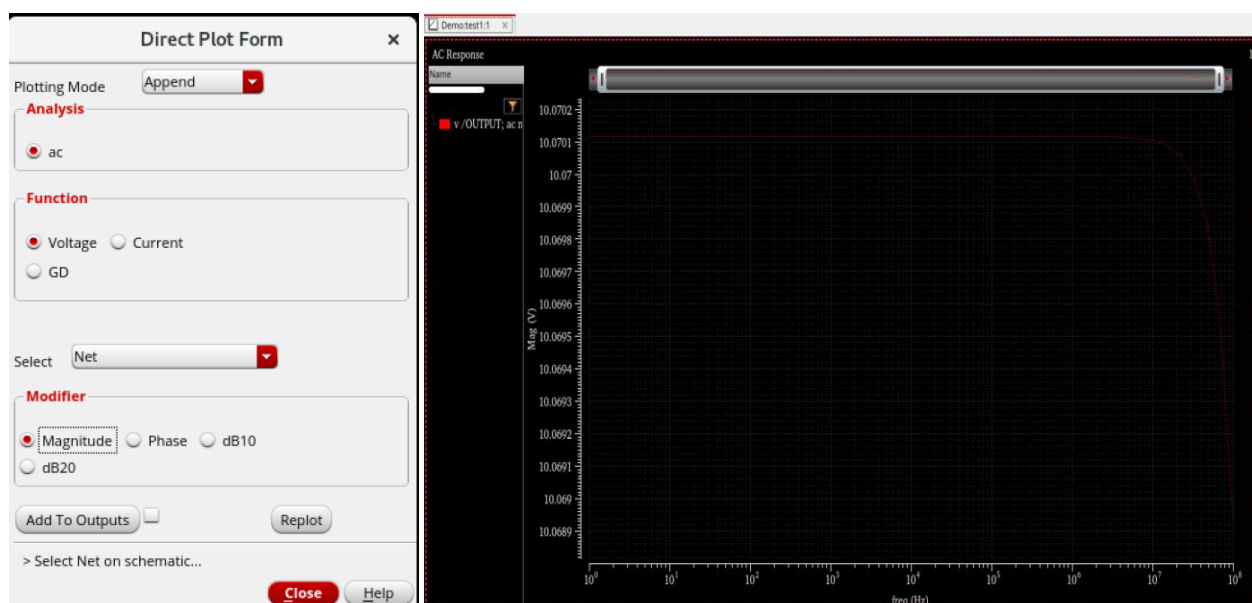 Direct Plot Form
Plotting Mode Append
Analysis
ac
Function
Voltage Current
GD
Select Net
Modifier
Magnitude Phase dB10
dB20
Add To Outputs Replot
> Select Net on schematic...
Close Help
Demo:test1:1
AC Response
Name
v /OUTPUT; ac m
10.0702
10.0701
10.07
10.0699
10.0698
10.0697
10.0696
10.0695
10.0694
10.0693
10.0692
10.0691
10.069
10.0689
Mag (V)
10⁰ 10¹ 10² 10³ 10⁴ 10⁵ 10⁶ 10⁷ 10⁸
freq (Hz)